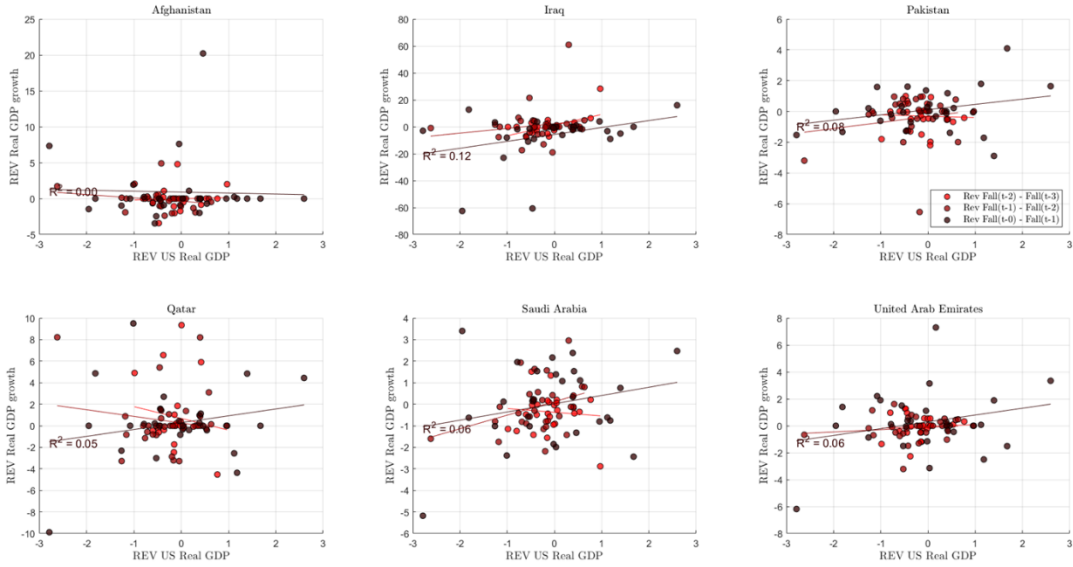 Afghanistan
25
20
15
10
5
0
-5
REV Real GDP growth
R² = 0.00
-3 -2 -1 0 1 2 3
REV US Real GDP
Iraq
80
60
40
20
0
-20
-40
-60
-80
REV Real GDP growth
R² = 0.12
-3 -2 -1 0 1 2 3
REV US Real GDP
Pakistan
6
4
2
0
-2
-4
-6
-8
REV Real GDP growth
R² = 0.08
Rev Fall(t-2) - Fall(t-3)
Rev Fall(t-1) - Fall(t-2)
Rev Fall(t-0) - Fall(t-1)
-3 -2 -1 0 1 2 3
REV US Real GDP
Qatar
10
8
6
4
2
0
-2
-4
-6
-8
-10
REV Real GDP growth
R² = 0.05
-3 -2 -1 0 1 2 3
REV US Real GDP
Saudi Arabia
4
3
2
1
0
-1
-2
-3
-4
-5
-6
REV Real GDP growth
R² = 0.06
-3 -2 -1 0 1 2 3
REV US Real GDP
United Arab Emirates
8
6
4
2
0
-2
-4
-6
-8
REV Real GDP growth
R² = 0.06
-3 -2 -1 0 1 2 3
REV US Real GDP